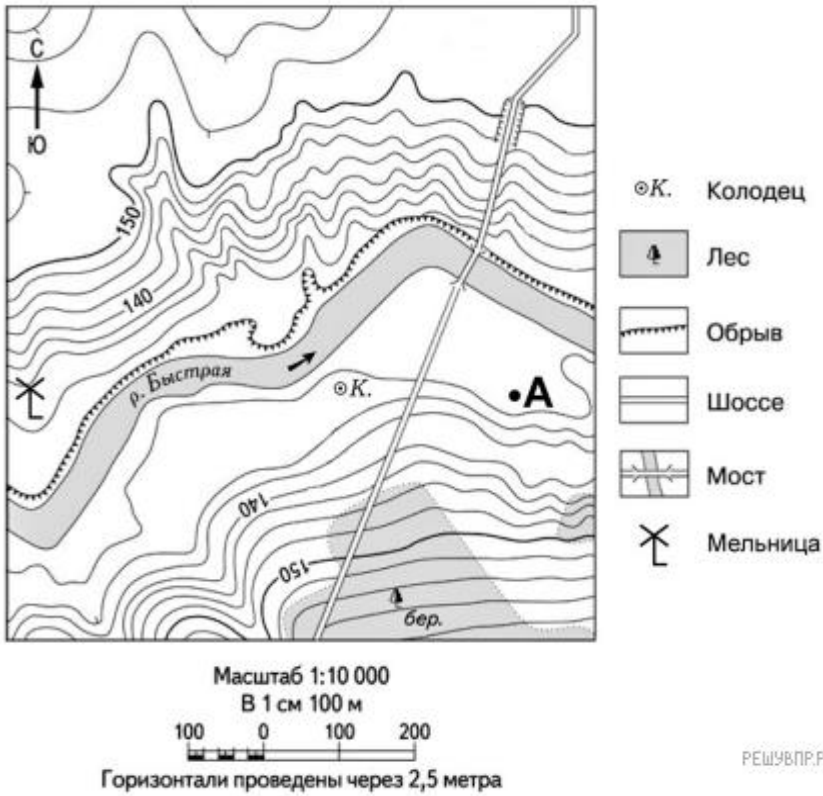 С
Ю
150
140
р. Быстрая
К.
А
140
150
бер.
К. Колодец
Лес
Обрыв
Шоссе
Мост
Мельница
Масштаб 1:10 000
В 1 см 100 м
100 0 100 200
Горизонтали проведены через 2,5 метра
РЕШУВПР.Р